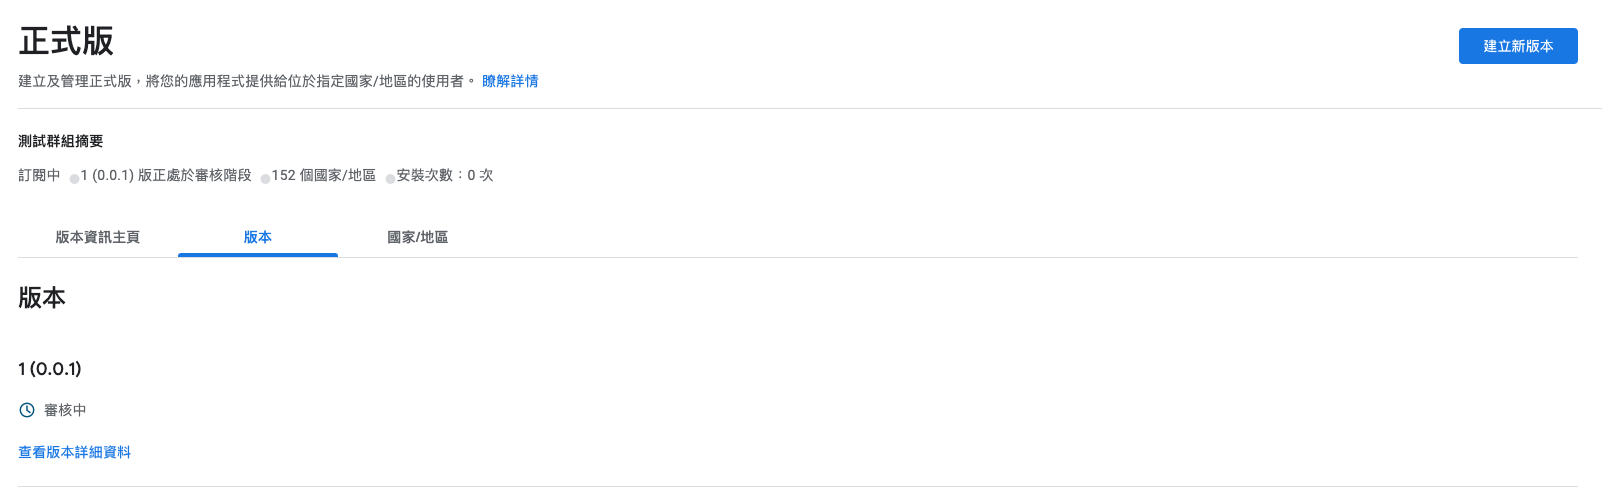 正式版
建立新版本
建立及管理正式版，將您的應用程式提供給位於指定國家/地區的使用者。 瞭解詳情
測試群組摘要
訂閱中 1 (0.0.1) 版正處於審核階段 152 個國家/地區 安裝次數：0 次
版本資訊主頁 版本 國家/地區
版本
1 (0.0.1)
審核中
查看版本詳細資料